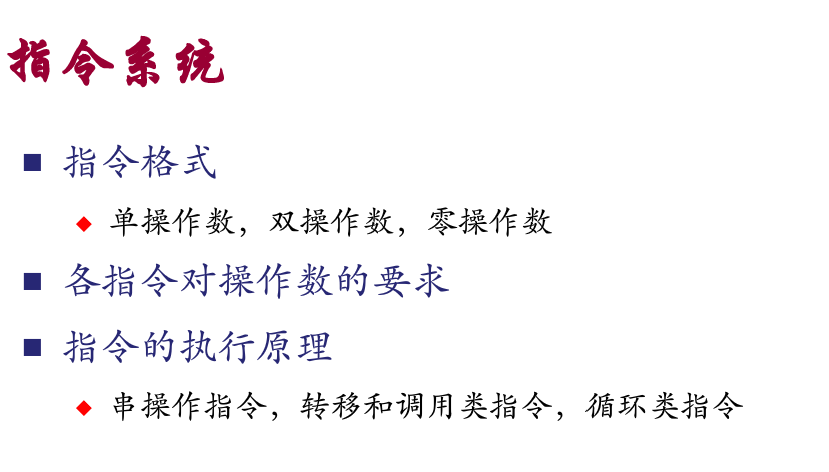 指令系统
指令格式
单操作数，双操作数，零操作数
各指令对操作数的要求
指令的执行原理
串操作指令，转移和调用类指令，循环类指令